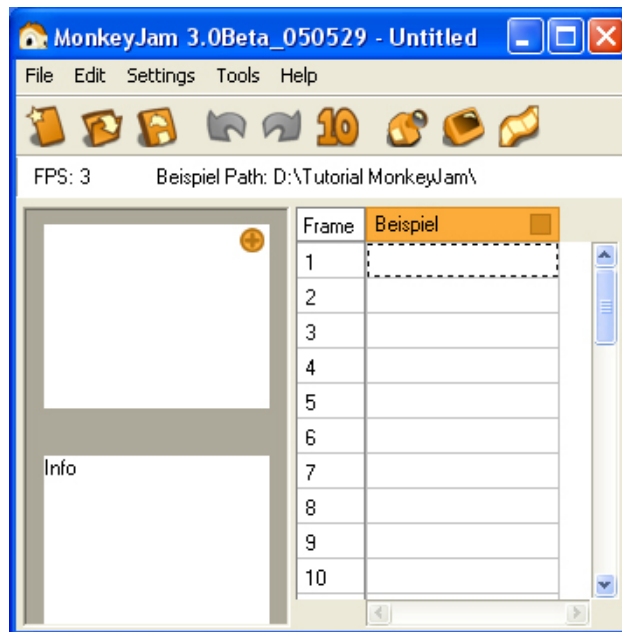 MonkeyJam 3.0Beta_050529 - Untitled
File Edit Settings Tools Help
10
FPS: 3 Beispiel Path: D:\Tutorial MonkeyJam\
Frame Beispiel
1
2
3
4
5
6
Info
7
8
9
10